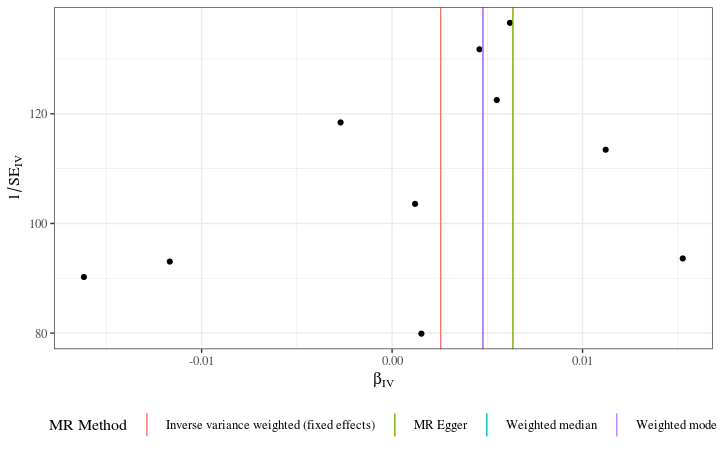 1/SE_IV
120
100
80
-0.01
0.00
0.01
β_IV
MR Method
Inverse variance weighted (fixed effects)
MR Egger
Weighted median
Weighted mode